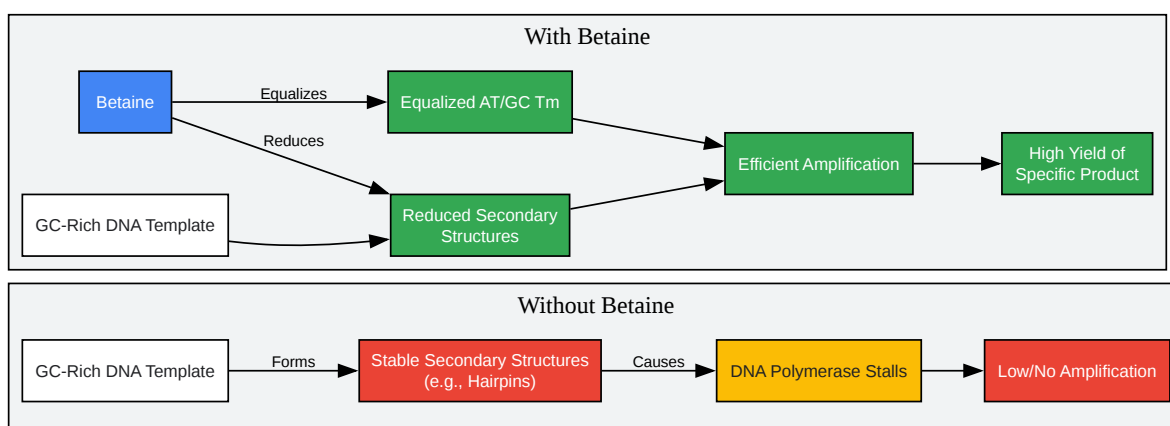 With Betaine
Betaine
Equalizes
Equalized AT/GC Tm
Reduces
Efficient Amplification
High Yield of
Specific Product
GC-Rich DNA Template
Reduced Secondary
Structures
Without Betaine
GC-Rich DNA Template
Forms
Stable Secondary Structures
(e.g., Hairpins)
Causes
DNA Polymerase Stalls
Low/No Amplification